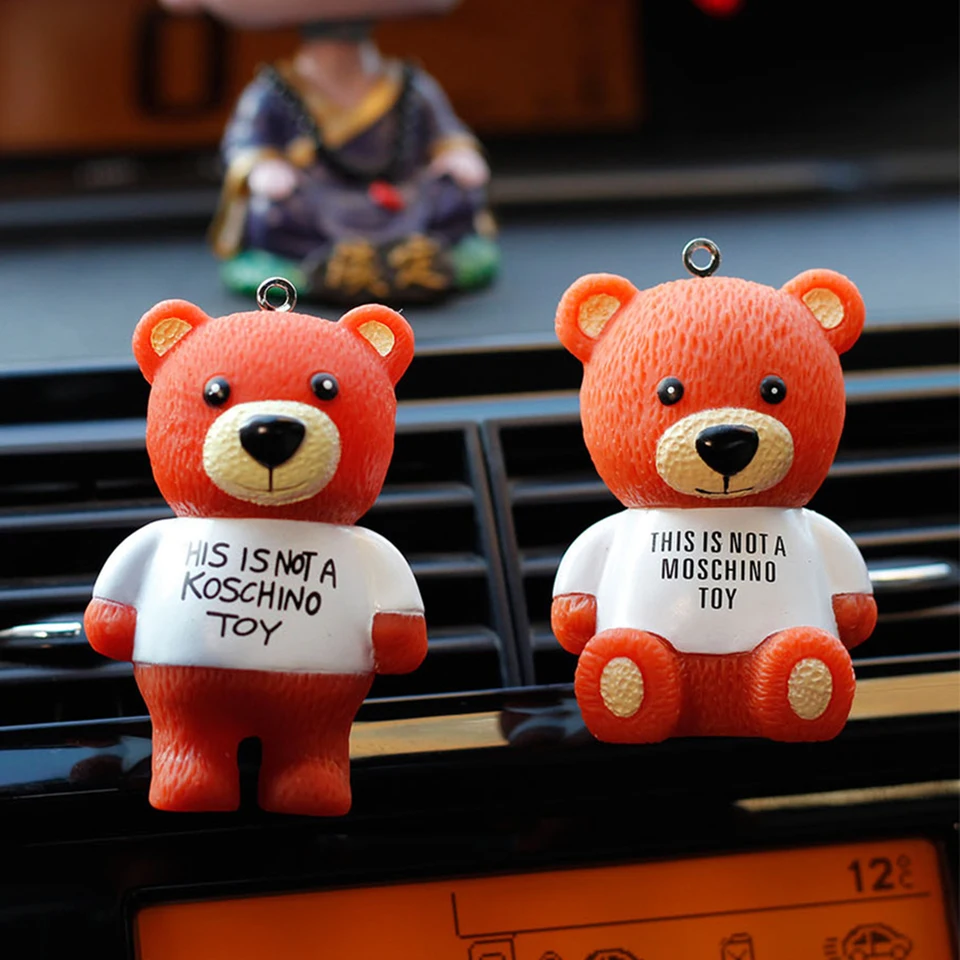 HIS IS NOT A
KOSCHINO
TOY
THIS IS NOT A
MOSCHINO
TOY
12°C